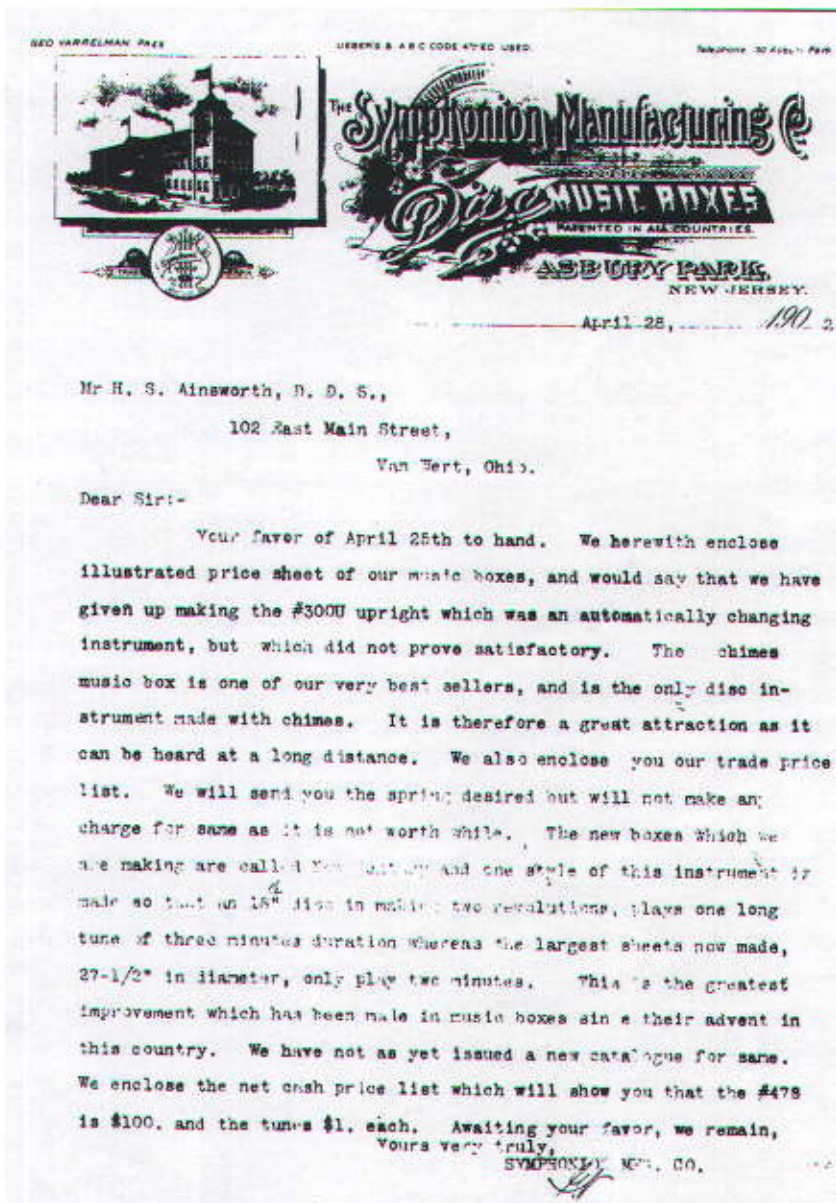 GEO VARRELMAN PRES
LIEBER'S & A B C CODE 4TH ED USED.
Telephone 
THE Symphonion Manufacturing Co
Disc MUSIC BOXES
PATENTED IN ALL COUNTRIES.
ASBURY PARK,
NEW JERSEY.
April 28, 190 2
Mr H. S. Ainsworth, D. D. S.,
102 East Main Street,
Van Wert, Ohio.
Dear Sir:-
Your favor of April 25th to hand. We herewith enclose
illustrated price sheet of our music boxes, and would say that we have
given up making the #300U upright which was an automatically changing
instrument, but which did not prove satisfactory. The chimes
music box is one of our very best sellers, and is the only disc in-
strument made with chimes. It is therefore a great attraction as it
can be heard at a long distance. We also enclose you our trade price
list. We will send you the spring desired but will not make any
charge for same as it is not worth while. The new boxes which we
are making are called and one style of this instrument is
made so that an 18" disc in making two revolutions, plays one long
tune of three minutes duration whereas the largest sheets now made,
27-1/2" in diameter, only play two minutes. This is the greatest
improvement which has been made in music boxes sin e their advent in
this country. We have not as yet issued a new catalogue for same.
We enclose the net cash price list which will show you that the #478
is $100. and the tunes $1. each. Awaiting your favor, we remain,
Yours very truly,
SYMPHONION MFG. CO.